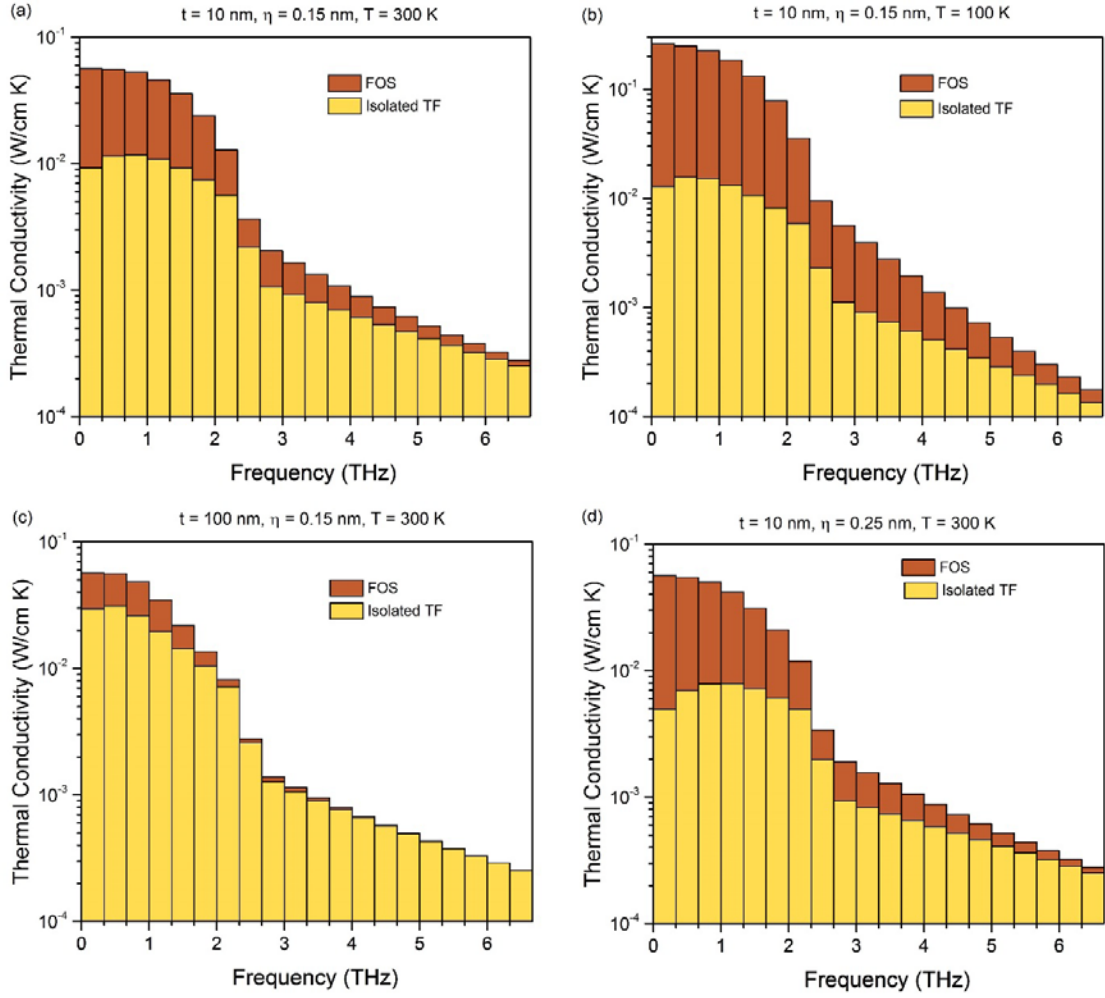 (a)
t = 10 nm, η = 0.15 nm, T = 300 K
10⁻¹
10⁻²
10⁻³
10⁻⁴
Thermal Conductivity (W/cm K)
FOS
Isolated TF
0 1 2 3 4 5 6
Frequency (THz)
(b)
t = 10 nm, η = 0.15 nm, T = 100 K
10⁻¹
10⁻²
10⁻³
10⁻⁴
Thermal Conductivity (W/cm K)
FOS
Isolated TF
0 1 2 3 4 5 6
Frequency (THz)
(c)
t = 100 nm, η = 0.15 nm, T = 300 K
10⁻¹
10⁻²
10⁻³
10⁻⁴
Thermal Conductivity (W/cm K)
FOS
Isolated TF
0 1 2 3 4 5 6
Frequency (THz)
(d)
t = 10 nm, η = 0.25 nm, T = 300 K
10⁻¹
10⁻²
10⁻³
10⁻⁴
Thermal Conductivity (W/cm K)
FOS
Isolated TF
0 1 2 3 4 5 6
Frequency (THz)